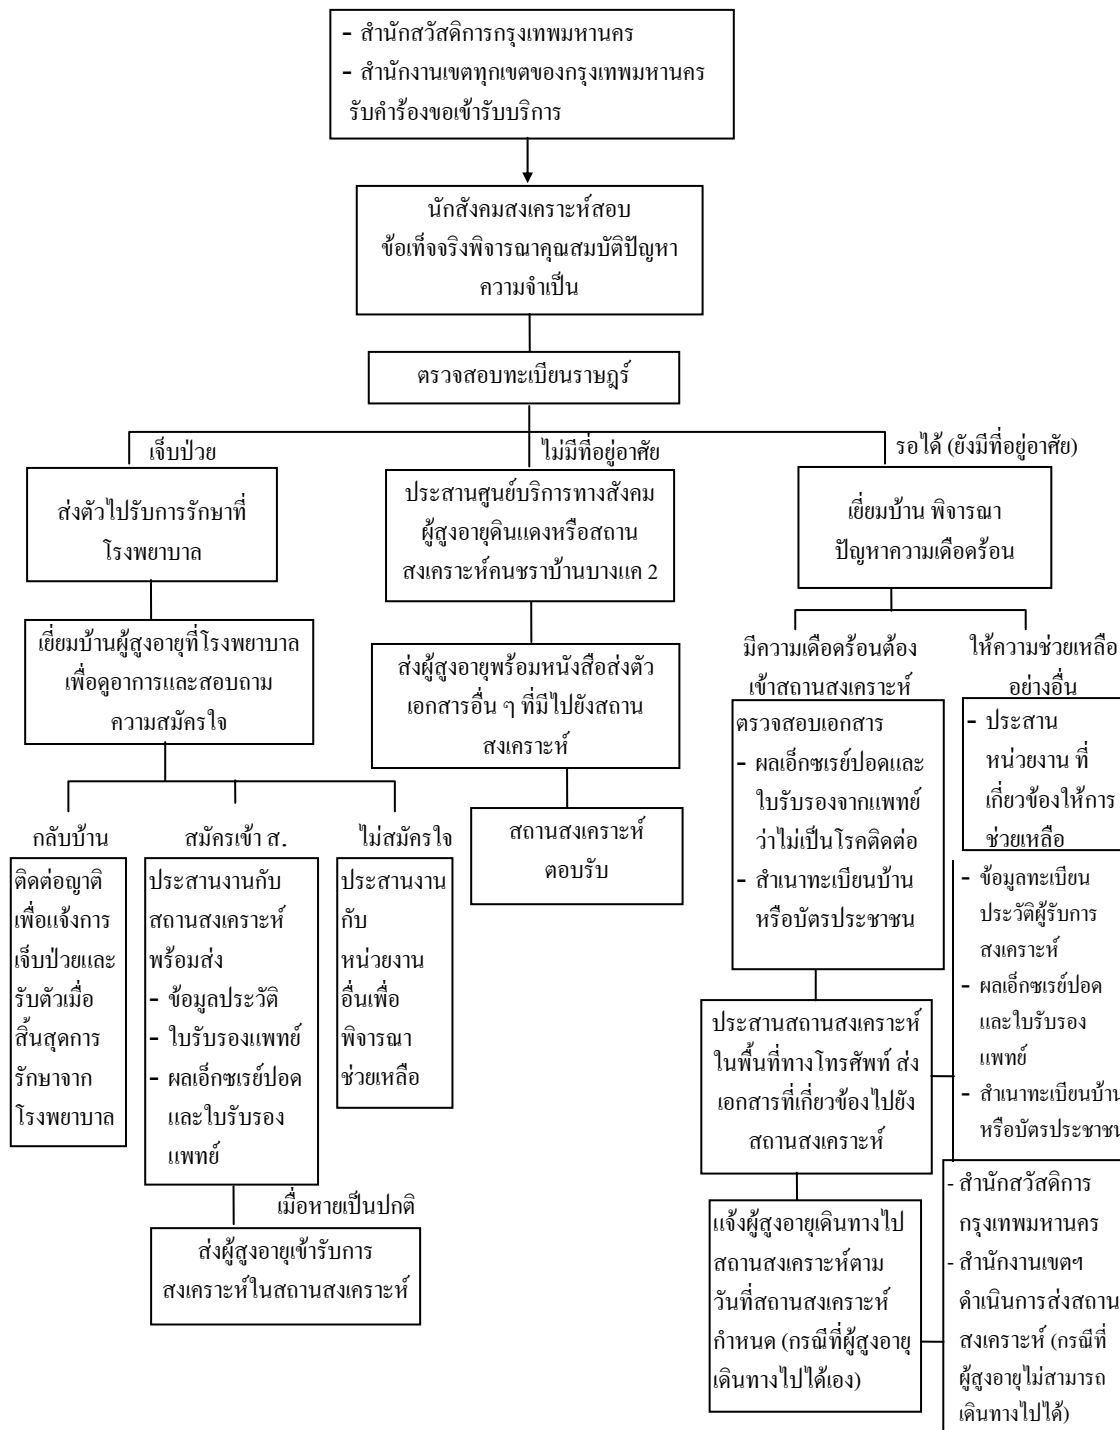 - สำนักสวัสดิการกรุงเทพมหานคร
- สำนักงานเขตทุกเขตของกรุงเทพมหานคร
รับคำร้องขอเข้ารับบริการ
นักสังคมสงเคราะห์สอบ
ข้อเท็จจริงพิจารณาคุณสมบัติปัญหา
ความจำเป็น
ตรวจสอบทะเบียนราษฎร์
เจ็บป่วย
ส่งตัวไปรับการรักษาที่
โรงพยาบาล
เยี่ยมบ้านผู้สูงอายุที่โรงพยาบาล
เพื่อดูอาการและสอบถาม
ความสมัครใจ
กลับบ้าน
ติดต่อญาติ
เพื่อแจ้งการ
เจ็บป่วยและ
รับตัวเมื่อ
สิ้นสุดการ
รักษาจาก
โรงพยาบาล
สมัครเข้า ส.
ประสานงานกับ
สถานสงเคราะห์
พร้อมส่ง
- ข้อมูลประวัติ
- ใบรับรองแพทย์
- ผลเอ็กซเรย์ปอด
และใบรับรอง
แพทย์
เมื่อหายเป็นปกติ
ส่งผู้สูงอายุเข้ารับการ
สงเคราะห์ในสถานสงเคราะห์
ไม่สมัครใจ
ประสานงาน
กับ
หน่วยงาน
อื่นเพื่อ
พิจารณา
ช่วยเหลือ
ไม่มีที่อยู่อาศัย
ประสานศูนย์บริการทางสังคม
ผู้สูงอายุดินแดงหรือสถาน
สงเคราะห์คนชราบ้านบางแค 2
ส่งผู้สูงอายุพร้อมหนังสือส่งตัว
เอกสารอื่น ๆ ที่มีไปยังสถาน
สงเคราะห์
สถานสงเคราะห์
ตอบรับ
รอได้ (ยังมีที่อยู่อาศัย)
เยี่ยมบ้าน พิจารณา
ปัญหาความเดือดร้อน
มีความเดือดร้อนต้อง
เข้าสถานสงเคราะห์
ตรวจสอบเอกสาร
- ผลเอ็กซเรย์ปอดและ
ใบรับรองจากแพทย์
ว่าไม่เป็นโรคติดต่อ
- สำเนาทะเบียนบ้าน
หรือบัตรประชาชน
ประสานสถานสงเคราะห์
ในพื้นที่ทางโทรศัพท์ ส่ง
เอกสารที่เกี่ยวข้องไปยัง
สถานสงเคราะห์
แจ้งผู้สูงอายุเดินทางไป
สถานสงเคราะห์ตาม
วันที่สถานสงเคราะห์
กำหนด (กรณีที่ผู้สูงอายุ
เดินทางไปได้เอง)
ให้ความช่วยเหลือ
อย่างอื่น
- ประสาน
หน่วยงาน ที่
เกี่ยวข้องให้การ
ช่วยเหลือ
- ข้อมูลทะเบียน
ประวัติผู้รับการ
สงเคราะห์
- ผลเอ็กซเรย์ปอด
และใบรับรอง
แพทย์
- สำเนาทะเบียนบ้าน
หรือบัตรประชาชน
- สำนักสวัสดิการ
กรุงเทพมหานคร
- สำนักงานเขตฯ
ดำเนินการส่งสถาน
สงเคราะห์ (กรณีที่
ผู้สูงอายุไม่สามารถ
เดินทางไปได้)